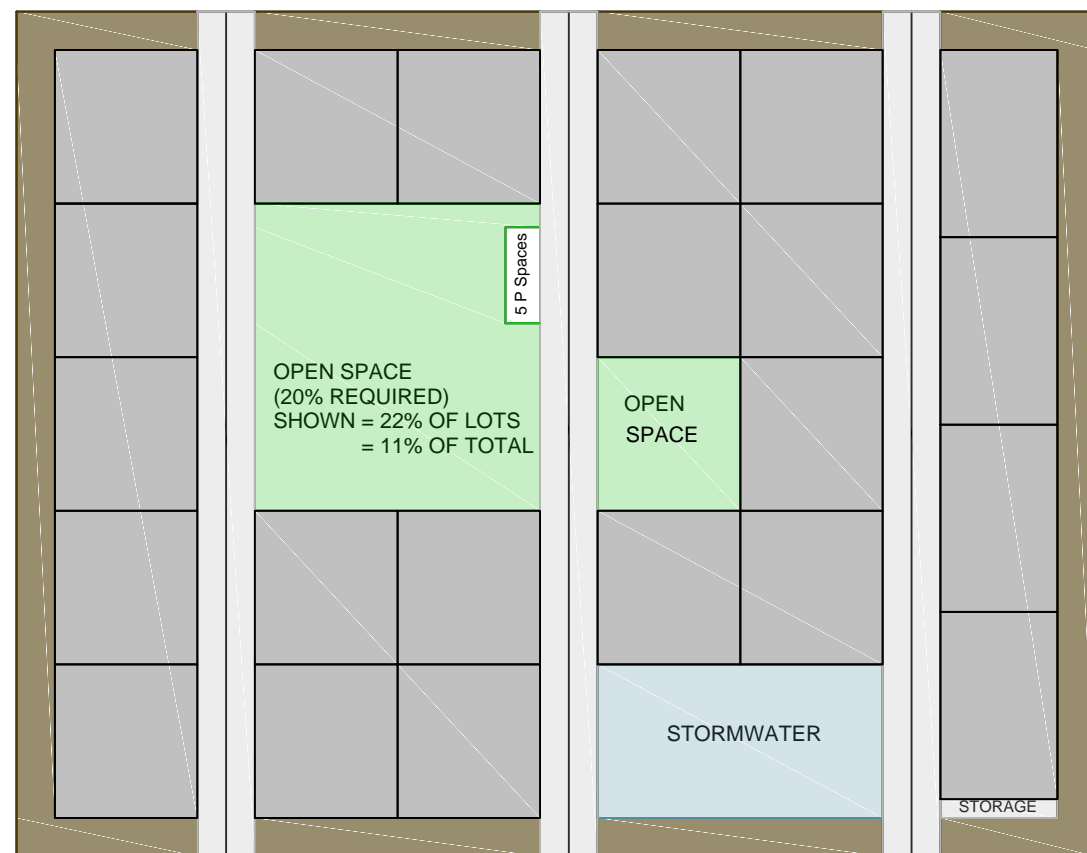 5 P Spaces
OPEN SPACE
(20% REQUIRED)
SHOWN = 22% OF LOTS
= 11% OF TOTAL
OPEN
SPACE
STORMWATER
STORAGE